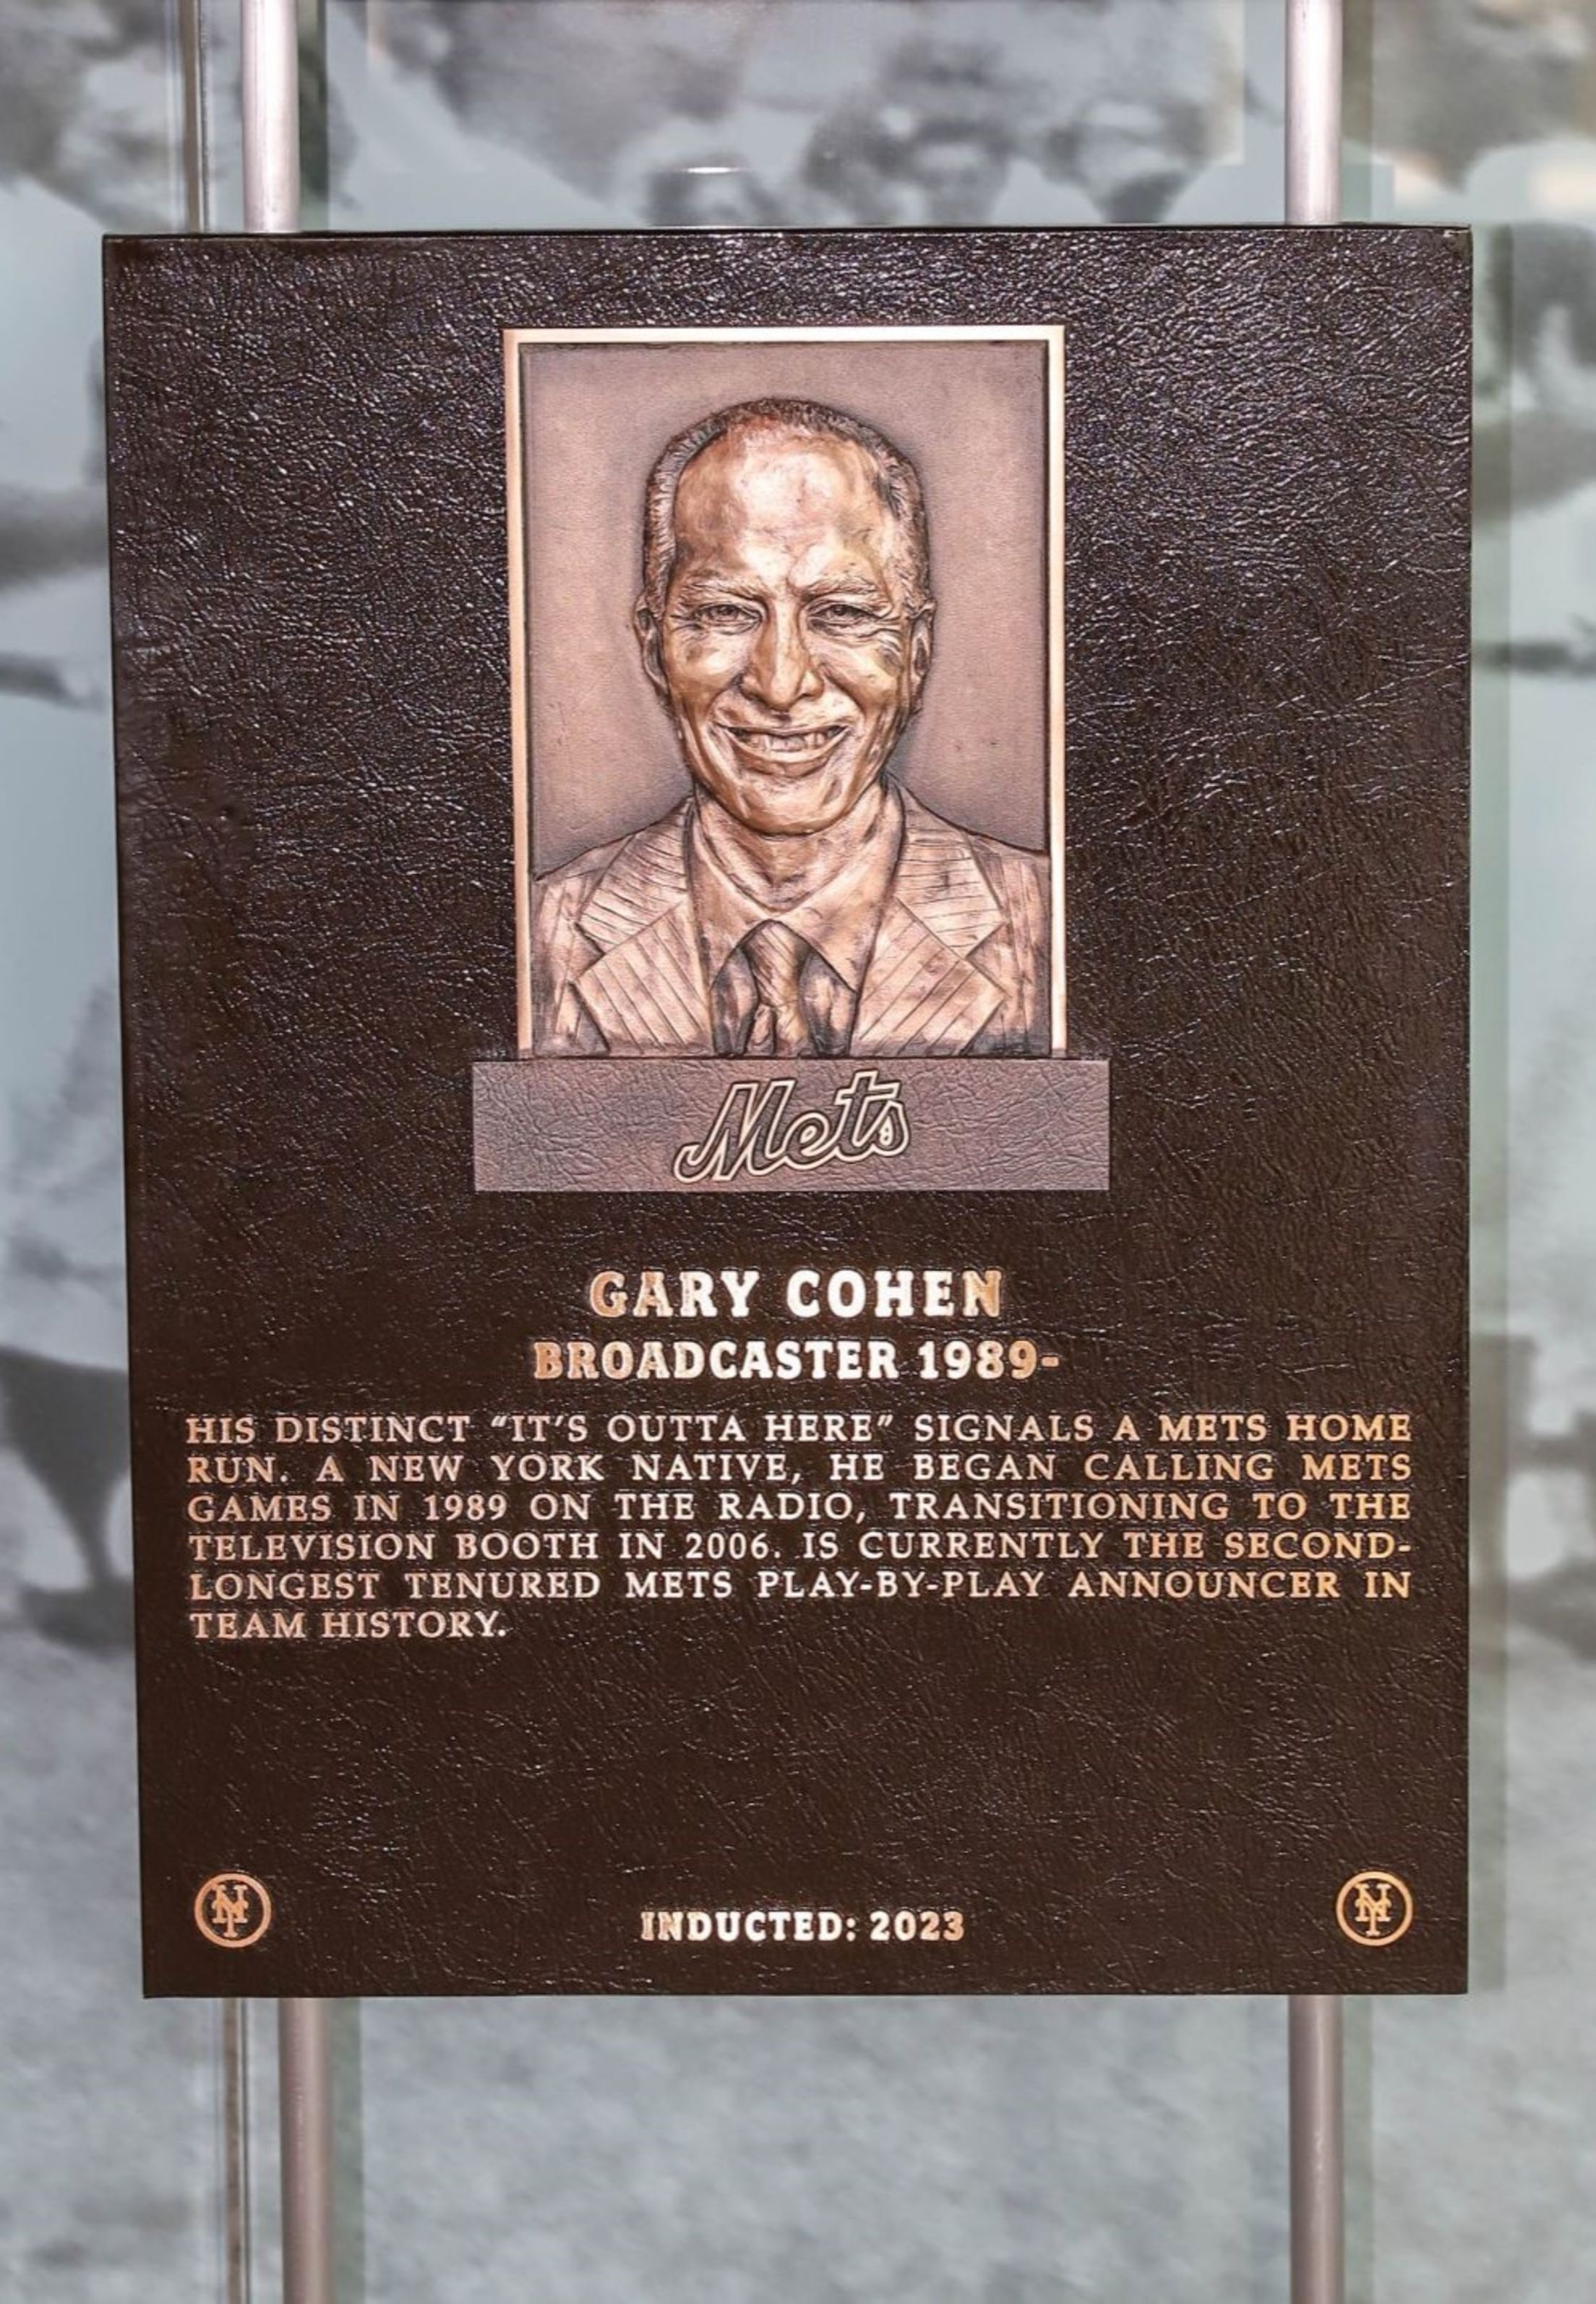 Mets
GARY COHEN
BROADCASTER 1989-
HIS DISTINCT "IT'S OUTTA HERE" SIGNALS A METS HOME
RUN. A NEW YORK NATIVE, HE BEGAN CALLING METS
GAMES IN 1989 ON THE RADIO, TRANSITIONING TO THE
TELEVISION BOOTH IN 2006. IS CURRENTLY THE SECOND-
LONGEST TENURED METS PLAY-BY-PLAY ANNOUNCER IN
TEAM HISTORY.
NY INDUCTED: 2023 NY